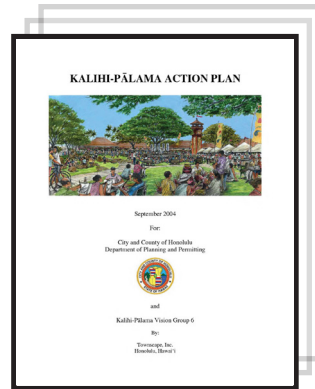 KALIHI-PĀLAMA ACTION PLAN
September 2004
For:
City and County of Honolulu
Department of Planning and Permitting
and
Kalihi-Pālama Vision Group 6
By:
Townscape, Inc.
Honolulu, Hawai‘i